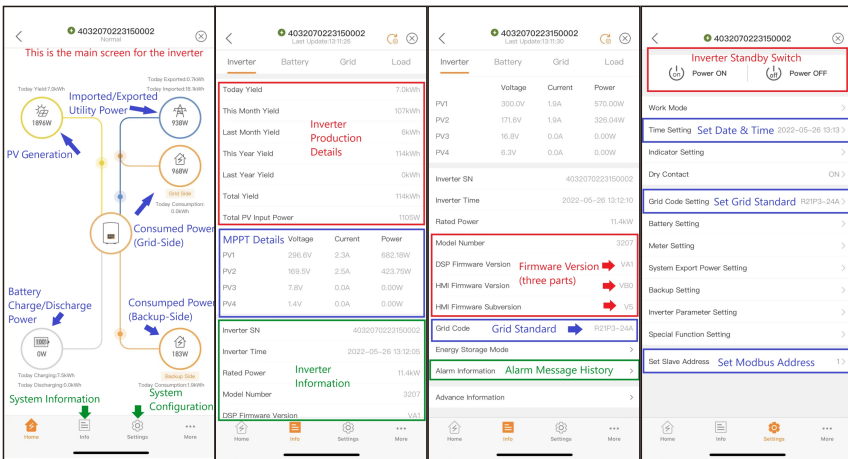 4032070223150002
Normal
This is the main screen for the inverter
Today Exported:0.7kWh
Today Yield:7.0kWh
Today Imported:16.1kWh
Imported/Exported
Utility Power
1896W
938W
PV Generation
968W
Grid Side
Today Consumption:
0.0kWh
Consumed Power
(Grid-Side)
Battery
Charge/Discharge
Power
Consumped Power
(Backup-Side)
100%
0W
183W
Today Charging:7.5kWh
Today Discharging:0.0kWh
Backup Side
Today Consumption:1.9kWh
System Information
System
Configuration
Home
Info
Settings
More
4032070223150002
Last Update:13:11:26
Inverter
Battery
Grid
Load
Today Yield 7.0kWh
This Month Yield 107kWh
Last Month Yield 6kWh
This Year Yield 114kWh
Last Year Yield 0kWh
Total Yield 114kWh
Total PV Input Power 1105W
Inverter
Production
Details
MPPT Details Voltage Current Power
PV1 296.6V 2.3A 682.18W
PV2 169.5V 2.5A 423.75W
PV3 7.8V 0.0A 0.00W
PV4 1.4V 0.0A 0.00W
Inverter SN 4032070223150002
Inverter Time 2022-05-26 13:12:05
Rated Power 11.4kW
Model Number 3207
DSP Firmware Version VA1
Inverter
Information
Home
Info
Settings
More
4032070223150002
Last Update:13:11:30
Inverter
Battery
Grid
Load
Voltage Current Power
PV1 300.0V 1.9A 570.00W
PV2 171.6V 1.9A 326.04W
PV3 16.8V 0.0A 0.00W
PV4 6.3V 0.0A 0.00W
Inverter SN 4032070223150002
Inverter Time 2022-05-26 13:12:10
Rated Power 11.4kW
Model Number 3207
DSP Firmware Version VA1
HMI Firmware Version VB0
HMI Firmware Subversion V5
Firmware Version
(three parts)
Grid Code Grid Standard R21P3-24A
Energy Storage Mode
Alarm Information Alarm Message History
Advance Information
Home
Info
Settings
More
4032070223150002
Inverter Standby Switch
on Power ON
off Power OFF
Work Mode
Time Setting Set Date & Time 2022-05-26 13:13
Indicator Setting
Dry Contact ON
Grid Code Setting Set Grid Standard R21P3-24A
Battery Setting
Meter Setting
System Export Power Setting
Backup Setting
Inverter Parameter Setting
Special Function Setting
Set Slave Address Set Modbus Address 1
Home
Info
Settings
More